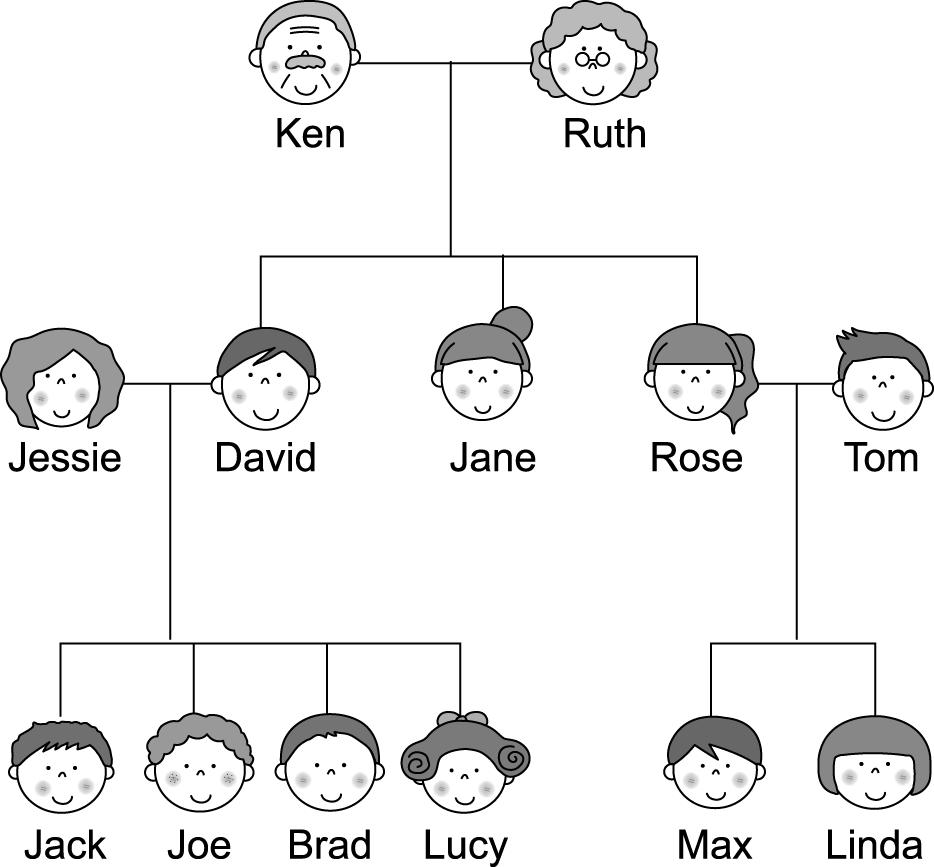 Ken Ruth
Jessie David Jane Rose Tom
Jack Joe Brad Lucy Max Linda